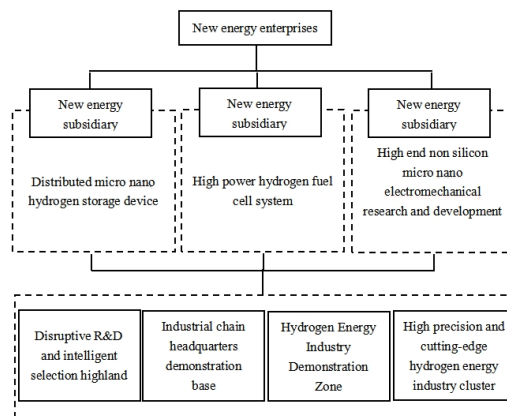 New energy enterprises
New energy
subsidiary
New energy
subsidiary
New energy
subsidiary
Distributed micro nano
hydrogen storage device
High power hydrogen fuel
cell system
High end non silicon
micro nano
electromechanical
research and development
Disruptive R&D
and intelligent
selection highland
Industrial chain
headquarters
demonstration
base
Hydrogen Energy
Industry
Demonstration
Zone
High precision and
cutting-edge
hydrogen energy
industry cluster